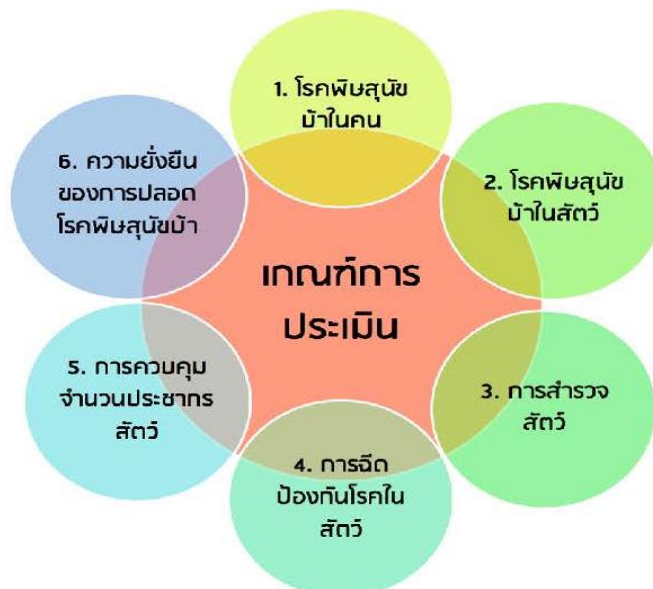 1. โรคพิษสุนัข
บ้าในคน
2. โรคพิษสุนัข
บ้าในสัตว์
3. การสำรวจ
สัตว์
4. การฉีด
ป้องกันโรคใน
สัตว์
5. การควบคุม
จำนวนประชากร
สัตว์
6. ความยั่งยืน
ของการปลอด
โรคพิษสุนัขบ้า
เกณฑ์การ
ประเมิน